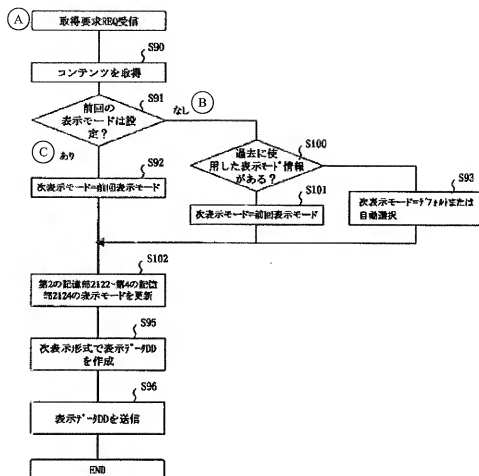 A
取得要求REQ受信
S90
コンテンツを取得
S91
前回の
表示モードは設
定?
なし
B
C
あり
S92
次表示モード=前回表示モード
S100
過去に使
用した表示モード情報
がある?
S101
次表示モード=前回表示モード
S93
次表示モード=デフォルトまたは
自動選択
S102
第2の記憶部2122~第4の記憶
部2124の表示モードを更新
S95
次表示形式で表示データDD
を作成
S96
表示データDDを送信
END